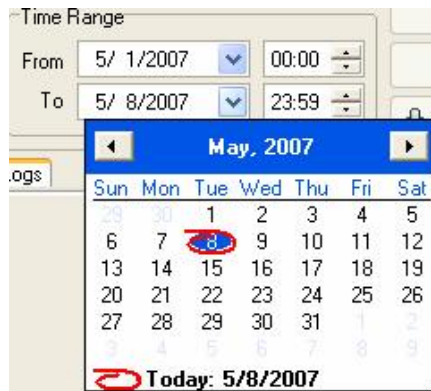 Time Range
From 5/ 1/2007 00:00
To 5/ 8/2007 23:59
May, 2007
ogs
Sun Mon Tue Wed Thu Fri Sat
29 30 1 2 3 4 5
6 7 8 9 10 11 12
13 14 15 16 17 18 19
20 21 22 23 24 25 26
27 28 29 30 31 1 2
3 4 5 6 7 8 9
Today: 5/8/2007